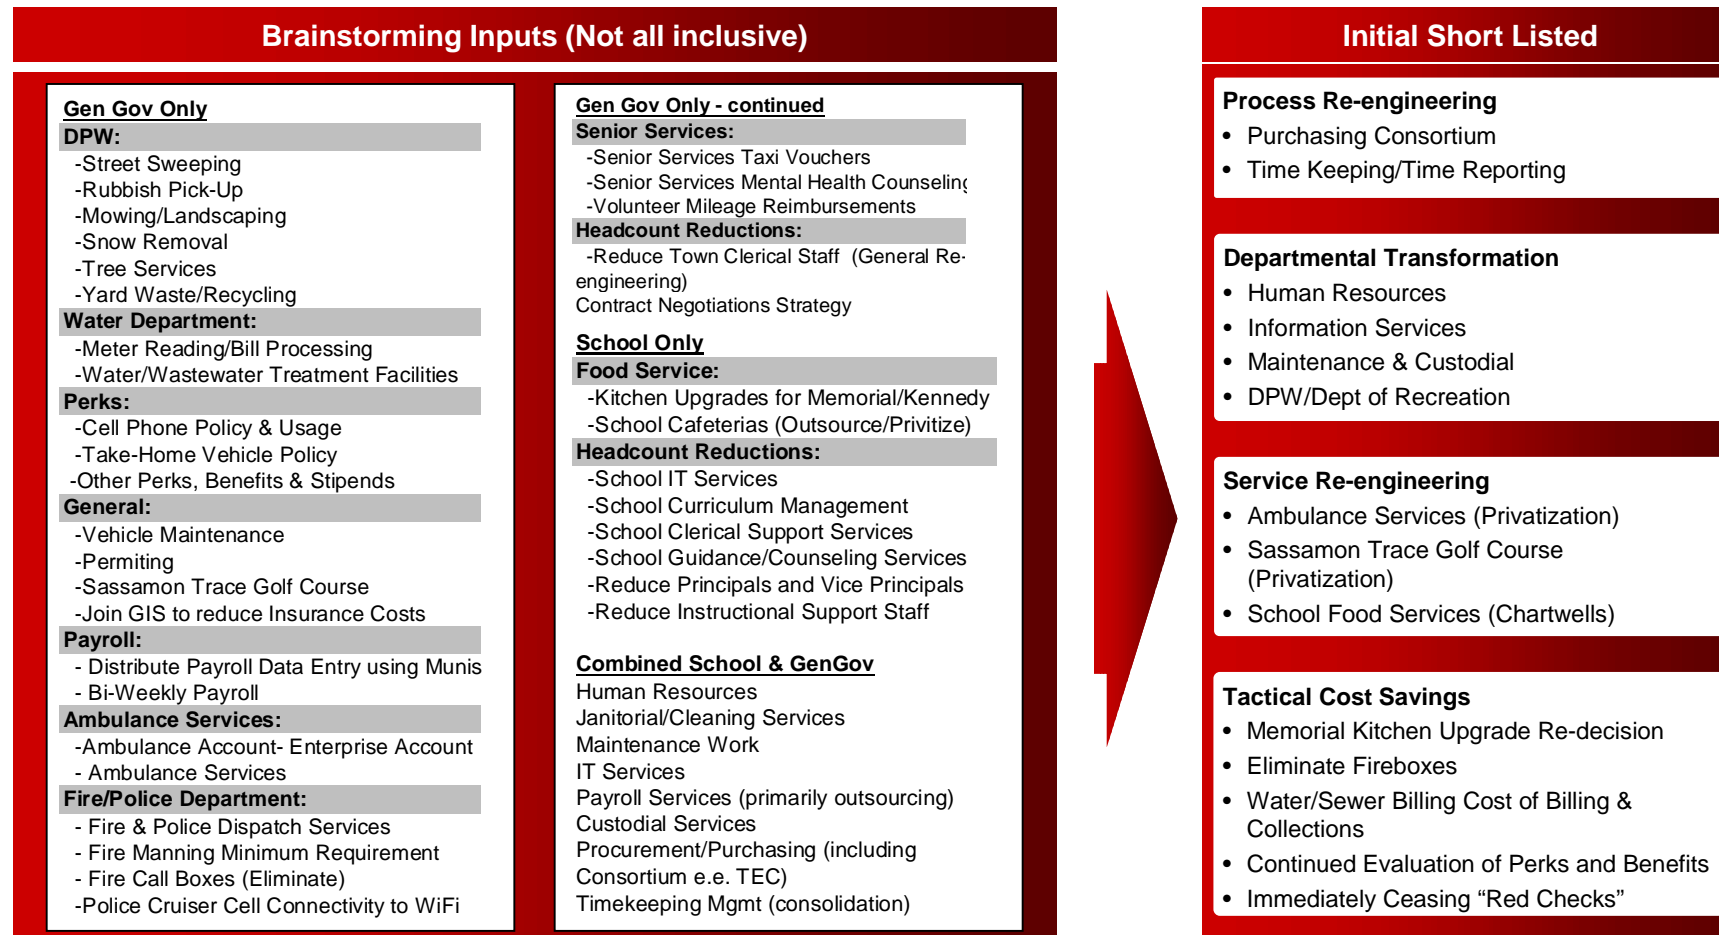 Brainstorming Inputs (Not all inclusive)
Gen Gov Only
DPW:
-Street Sweeping
-Rubbish Pick-Up
-Mowing/Landscaping
-Snow Removal
-Tree Services
-Yard Waste/Recycling
Water Department:
-Meter Reading/Bill Processing
-Water/Wastewater Treatment Facilities
Perks:
-Cell Phone Policy & Usage
-Take-Home Vehicle Policy
-Other Perks, Benefits & Stipends
General:
-Vehicle Maintenance
-Permiting
-Sassamon Trace Golf Course
-Join GIS to reduce Insurance Costs
Payroll:
- Distribute Payroll Data Entry using Munis
- Bi-Weekly Payroll
Ambulance Services:
-Ambulance Account- Enterprise Account
- Ambulance Services
Fire/Police Department:
- Fire & Police Dispatch Services
- Fire Manning Minimum Requirement
- Fire Call Boxes (Eliminate)
-Police Cruiser Cell Connectivity to WiFi
Gen Gov Only - continued
Senior Services:
-Senior Services Taxi Vouchers
-Senior Services Mental Health Counseling
-Volunteer Mileage Reimbursements
Headcount Reductions:
-Reduce Town Clerical Staff  (General Re-
engineering)
Contract Negotiations Strategy
School Only
Food Service:
-Kitchen Upgrades for Memorial/Kennedy
-School Cafeterias (Outsource/Privitize)
Headcount Reductions:
-School IT Services
-School Curriculum Management
-School Clerical Support Services
-School Guidance/Counseling Services
-Reduce Principals and Vice Principals
-Reduce Instructional Support Staff
Combined School & GenGov
Human Resources
Janitorial/Cleaning Services
Maintenance Work
IT Services
Payroll Services (primarily outsourcing)
Custodial Services
Procurement/Purchasing (including
Consortium e.e. TEC)
Timekeeping Mgmt (consolidation)
Initial Short Listed
Process Re-engineering
• Purchasing Consortium
• Time Keeping/Time Reporting
Departmental Transformation
• Human Resources
• Information Services
• Maintenance & Custodial
• DPW/Dept of Recreation
Service Re-engineering
• Ambulance Services (Privatization)
• Sassamon Trace Golf Course
(Privatization)
• School Food Services (Chartwells)
Tactical Cost Savings
• Memorial Kitchen Upgrade Re-decision
• Eliminate Fireboxes
• Water/Sewer Billing Cost of Billing &
Collections
• Continued Evaluation of Perks and Benefits
• Immediately Ceasing “Red Checks”